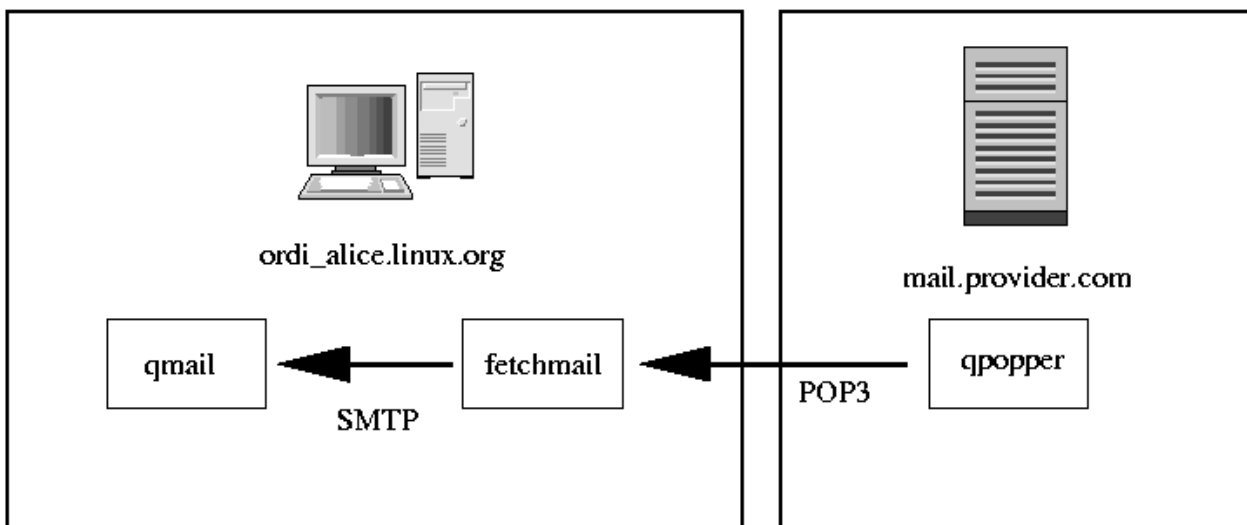 ordi_alice.linux.org
mail.provider.com
qmail
fetchmail
qpopper
SMTP
POP3